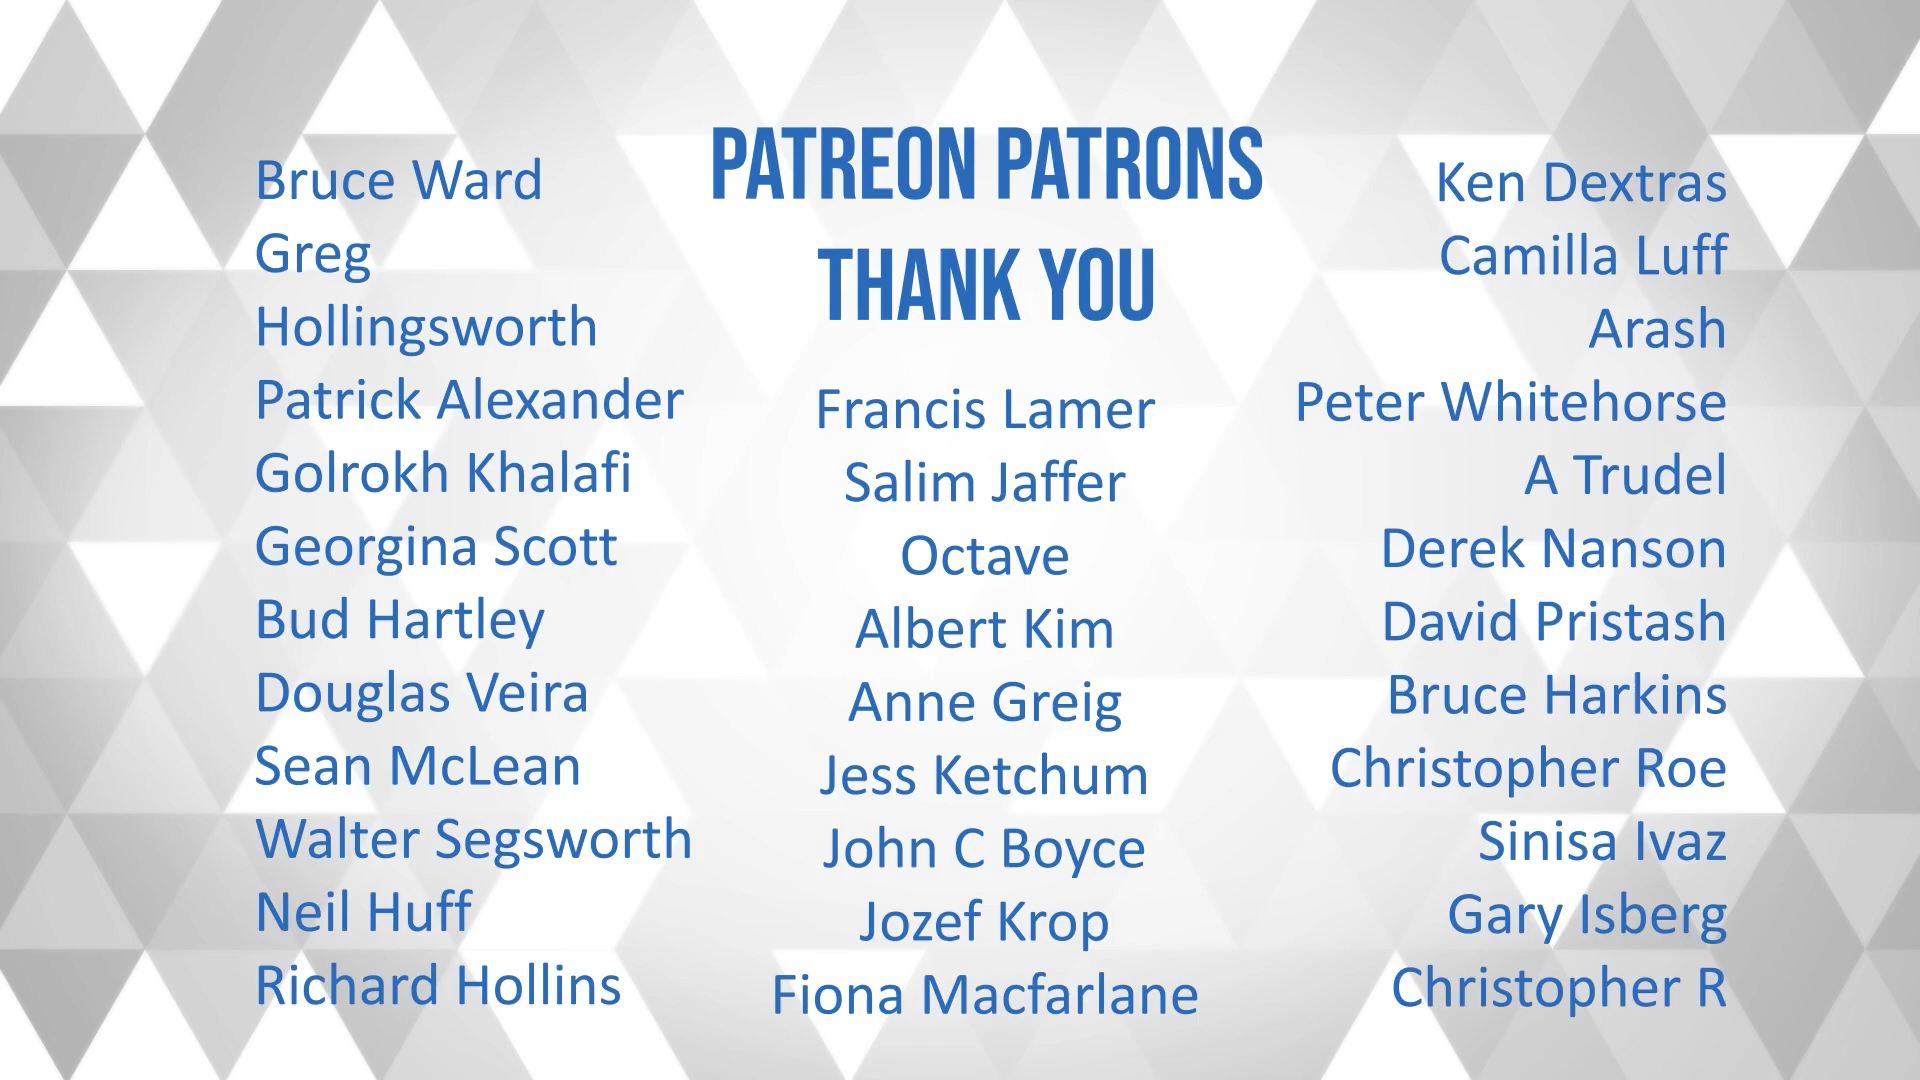 PATREON PATRONS
THANK YOU
Bruce Ward
Greg
Hollingsworth
Patrick Alexander
Golrokh Khalafi
Georgina Scott
Bud Hartley
Douglas Veira
Sean McLean
Walter Segsworth
Neil Huff
Richard Hollins
Francis Lamer
Salim Jaffer
Octave
Albert Kim
Anne Greig
Jess Ketchum
John C Boyce
Jozef Krop
Fiona Macfarlane
Ken Dextras
Camilla Luff
Arash
Peter Whitehorse
A Trudel
Derek Nanson
David Pristash
Bruce Harkins
Christopher Roe
Sinisa Ivaz
Gary Isberg
Christopher R